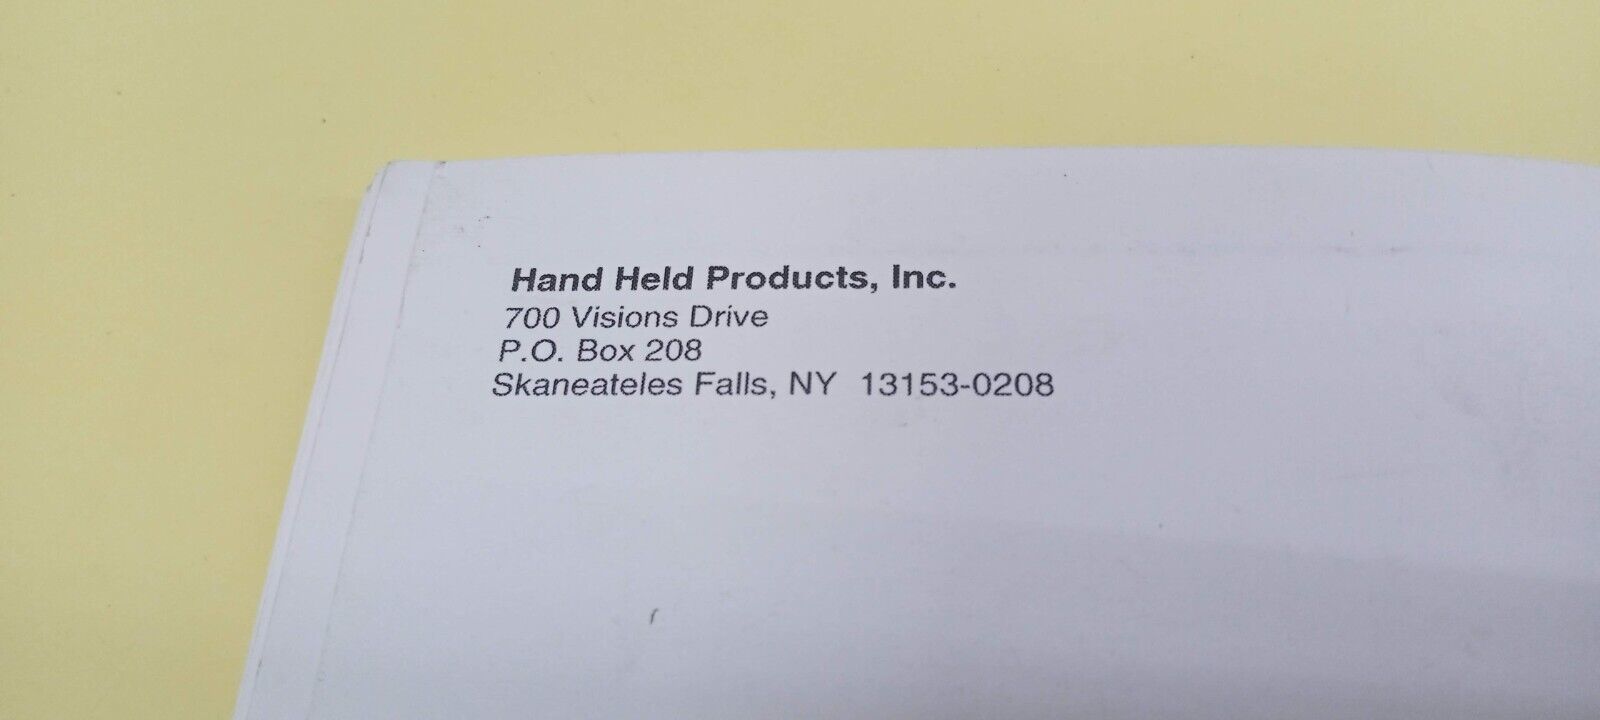 Hand Held Products, Inc.
700 Visions Drive
P.O. Box 208
Skaneateles Falls, NY 13153-0208